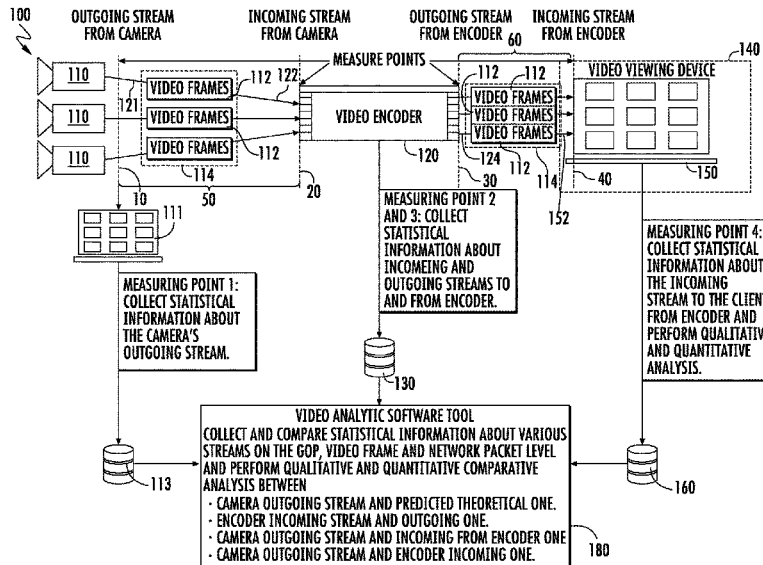 100
OUTGOING STREAM
FROM CAMERA
INCOMING STREAM
FROM CAMERA
OUTGOING STREAM
FROM ENCODER
INCOMING STREAM
FROM ENCODER
60
140
MEASURE POINTS
VIDEO VIEWING DEVICE
110
110
110
121
112
122
VIDEO FRAMES
VIDEO FRAMES
VIDEO FRAMES
112
114
VIDEO ENCODER
120
112
112
VIDEO FRAMES
VIDEO FRAMES
VIDEO FRAMES
124
112
114
150
10
50
20
30
152
40
111
MEASURING POINT 1:
COLLECT STATISTICAL
INFORMATION ABOUT
THE CAMERA'S
OUTGOING STREAM.
MEASURING POINT 2
AND 3: COLLECT
STATISTICAL
INFORMATION ABOUT
INCOMEING AND
OUTGOING STREAMS TO
AND FROM ENCODER.
MEASURING POINT 4:
COLLECT STATISTICAL
INFORMATION ABOUT
THE INCOMING
STREAM TO THE CLIENT
FROM ENCODER AND
PERFORM QUALITATIVE
AND QUANTITATIVE
ANALYSIS.
130
113
160
VIDEO ANALYTIC SOFTWARE TOOL
COLLECT AND COMPARE STATISTICAL INFORMATION ABOUT VARIOUS
STREAMS ON THE GOP, VIDEO FRAME AND NETWORK PACKET LEVEL
AND PERFORM QUALITATIVE AND QUANTITATIVE COMPARATIVE
ANALYSIS BETWEEN
· CAMERA OUTGOING STREAM AND PREDICTED THEORETICAL ONE.
· ENCODER INCOMING STREAM AND OUTGOING ONE.
· CAMERA OUTGOING STREAM AND INCOMING FROM ENCODER ONE
· CAMERA OUTGOING STREAM AND ENCODER INCOMING ONE.
180